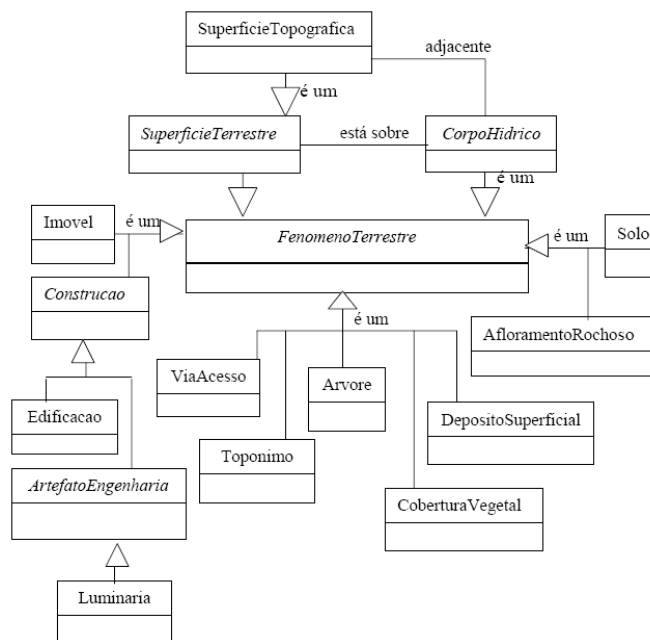 SuperficieTopografica
adjacente
é um
SuperficieTerrestre
está sobre
CorpoHidrico
é um
Imovel
é um
FenomenoTerrestre
é um
Solo
Construcao
é um
AfloramentoRochoso
ViaAcesso
Arvore
Edificacao
DepositoSuperficial
Toponimo
ArtefatoEngenharia
CoberturaVegetal
Luminaria